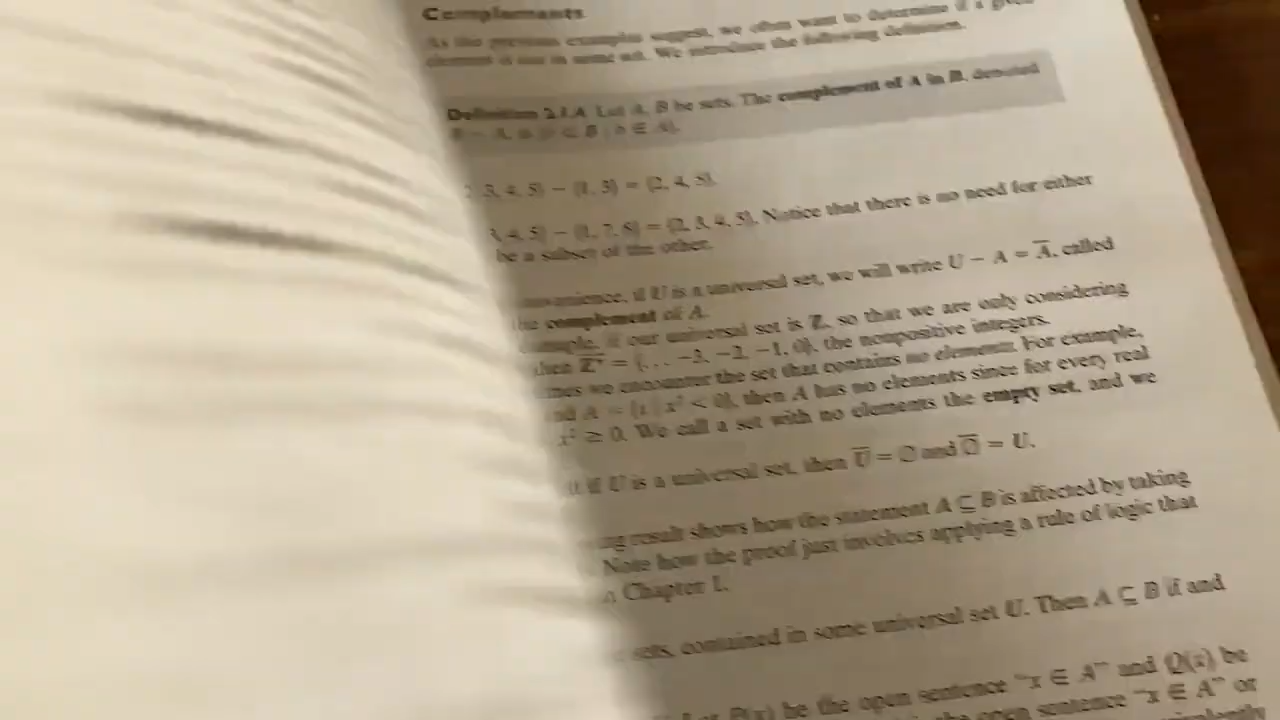 Complements
As the previous examples suggest, we often want to determine if a given
element is not in some set. We introduce the following definition.
Definition 2.1.4 Let A, B be sets. The complement of A in B, denoted
B − A, is {b ∈ B | b ∉ A}.
2, 3, 4, 5} − {1, 3} = {2, 4, 5}.
3, 4, 5} − {1, 7, 6} = {2, 3, 4, 5}. Notice that there is no need for either
be a subset of the other.
if U is a universal set, we will write U − A = A̅, called
complement of A.
if our universal set is Z, so that we are only considering
then Z̅⁺ = {. . . −3, −2, −1, 0}, the nonpositive integers.
we encounter the set that contains no elements. For example,
A = {x | x² < 0}, then A has no elements since for every real
x² ≥ 0. We call a set with no elements the empty set, and we
if U is a universal set, then U̅ = ∅ and ∅̅ = U.
result shows how the statement A ⊆ B is affected by taking
Note how the proof just involves applying a rule of logic that
Chapter 1.
sets, contained in some universal set U. Then A ⊆ B if and
P(x) be the open sentence "x ∈ A" and Q(x) be
the open sentence "x ∈ A" or